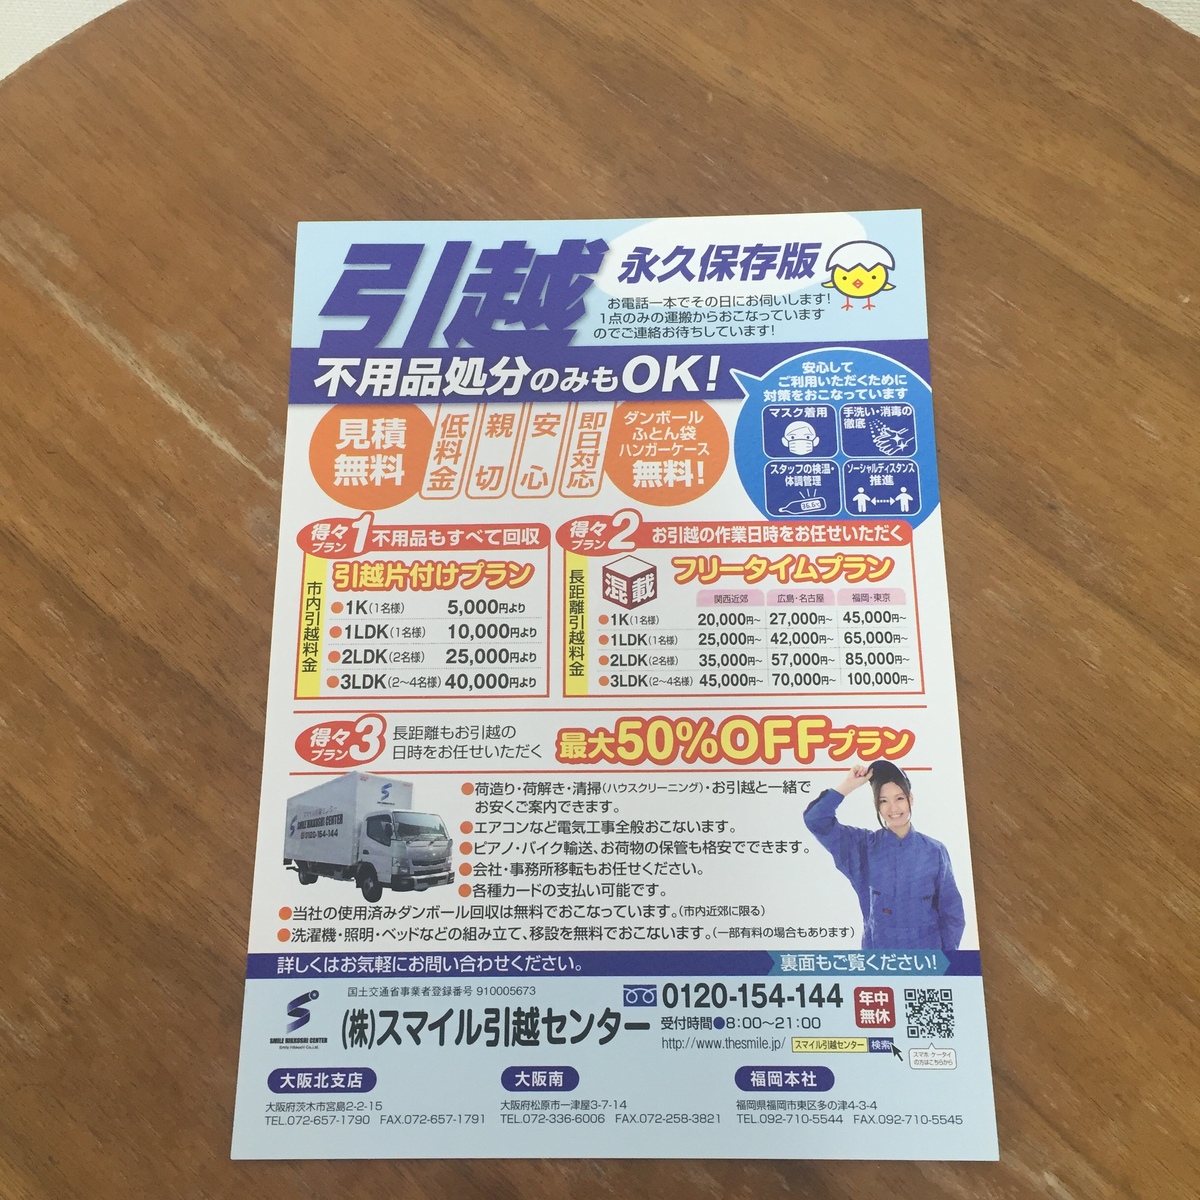 引越
永久保存版
お電話一本でその日にお伺いします!
1点のみの運搬からおこなっています
のでご連絡お待ちしています!
不用品処分のみもOK!
安心して
ご利用いただくために
対策をおこなっています
マスク着用
手洗い・消毒の
徹底
スタッフの検温・
体調管理
ソーシャルディスタンス
推進
見積
無料
低料金
親切
安心
即日対応
ダンボール
ふとん袋
ハンガーケース
無料!
得々プラン1 不用品もすべて回収
市内引越料金
引越片付けプラン
●1K(1名様) 5,000円より
●1LDK(1名様) 10,000円より
●2LDK(2名様) 25,000円より
●3LDK(2〜4名様) 40,000円より
得々プラン2 お引越の作業日時をお任せいただく
長距離引越料金
混載
フリータイムプラン
関西近郊 広島・名古屋 福岡・東京
●1K(1名様) 20,000円〜 27,000円〜 45,000円〜
●1LDK(1名様) 25,000円〜 42,000円〜 65,000円〜
●2LDK(2名様) 35,000円〜 57,000円〜 85,000円〜
●3LDK(2〜4名様) 45,000円〜 70,000円〜 100,000円〜
得々プラン3
長距離もお引越の
日時をお任せいただく
最大50%OFFプラン
SMILE HIKKOSHI CENTER
0120-154-144
●荷造り・荷解き・清掃(ハウスクリーニング)・お引越と一緒で
お安くご案内できます。
●エアコンなど電気工事全般おこないます。
●ピアノ・バイク輸送、お荷物の保管も格安でできます。
●会社・事務所移転もお任せください。
●各種カードの支払い可能です。
●当社の使用済みダンボール回収は無料でおこなっています。(市内近郊に限る)
●洗濯機・照明・ベッドなどの組み立て、移設を無料でおこないます。(一部有料の場合もあります)
詳しくはお気軽にお問い合わせください。
裏面もご覧ください!
SMILE HIKKOSHI CENTER
Smile Hikkoshi Co.,Ltd.
国土交通省事業者登録番号 910005673
(株)スマイル引越センター
0120-154-144
受付時間●8:00〜21:00
年中
無休
http://www.thesmile.jp/ スマイル引越センター 検索
スマホ・ケータイ
の方はこちらから
大阪北支店
大阪府茨木市宮島2-2-15
TEL.072-657-1790 FAX.072-657-1791
大阪南
大阪府松原市一津屋3-7-14
TEL.072-336-6006 FAX.072-258-3821
福岡本社
福岡県福岡市東区多の津4-3-4
TEL.092-710-5544 FAX.092-710-5545